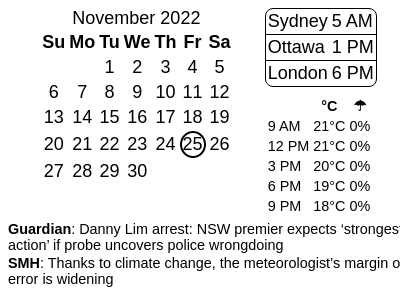 November 2022
Su Mo Tu We Th Fr Sa
1 2 3 4 5
6 7 8 9 10 11 12
13 14 15 16 17 18 19
20 21 22 23 24 25 26
27 28 29 30
Sydney 5 AM
Ottawa 1 PM
London 6 PM
°C ☂
9 AM 21°C 0%
12 PM 21°C 0%
3 PM 20°C 0%
6 PM 19°C 0%
9 PM 18°C 0%
Guardian: Danny Lim arrest: NSW premier expects ‘strongest
action’ if probe uncovers police wrongdoing
SMH: Thanks to climate change, the meteorologist’s margin o
error is widening